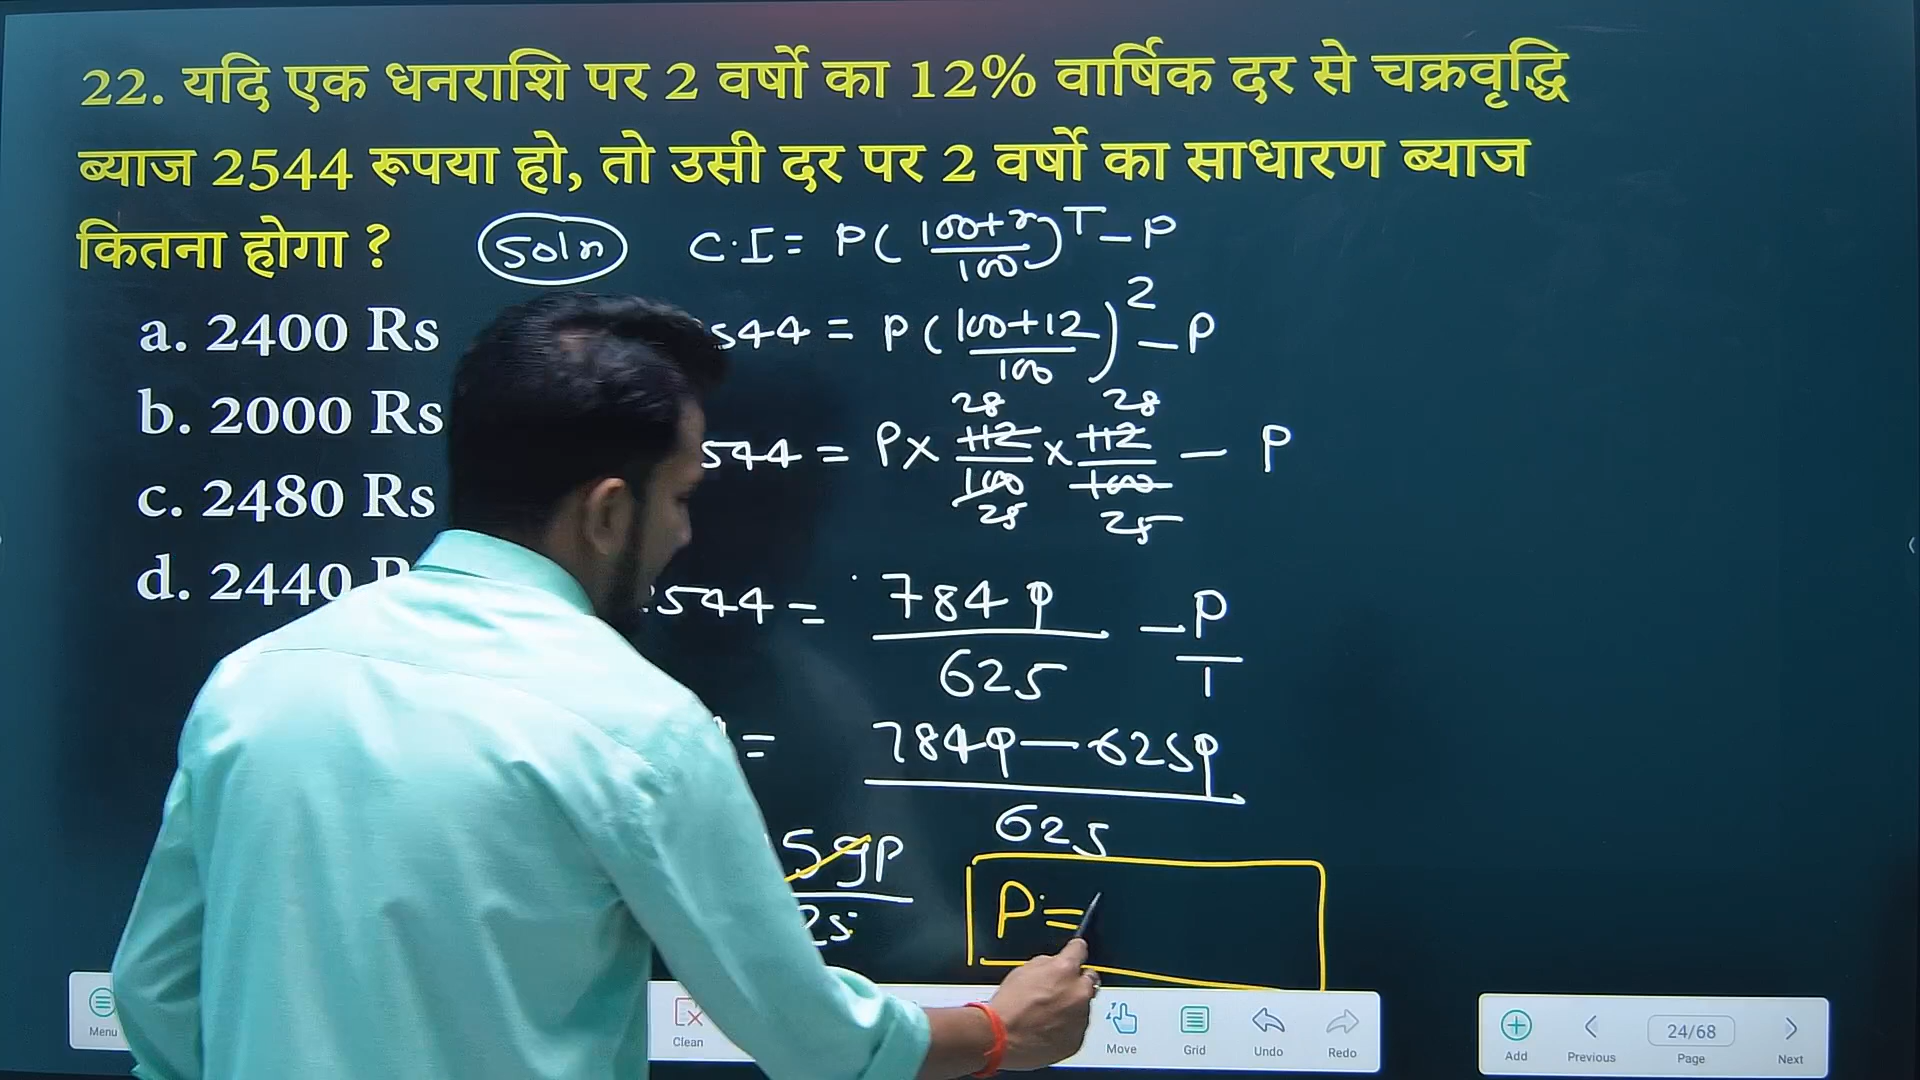 22. यदि एक धनराशि पर 2 वर्षो का 12% वार्षिक दर से चक्रवृद्धि
ब्याज 2544 रूपया हो, तो उसी दर पर 2 वर्षो का साधारण ब्याज
कितना होगा ?
a. 2400 Rs
b. 2000 Rs
c. 2480 Rs
d. 2440
Soln
C.I = P(100+r/100)^T - P
544 = P(100+12/100)^2 - P
28 28
544 = P× 112/100 × 112/100 - P
25 25
544 = 784P/625 - P/1
= 784P - 625P/625
59P/25
P=
Menu
Clean
Move
Grid
Undo
Redo
Add
Previous
24/68
Page
Next